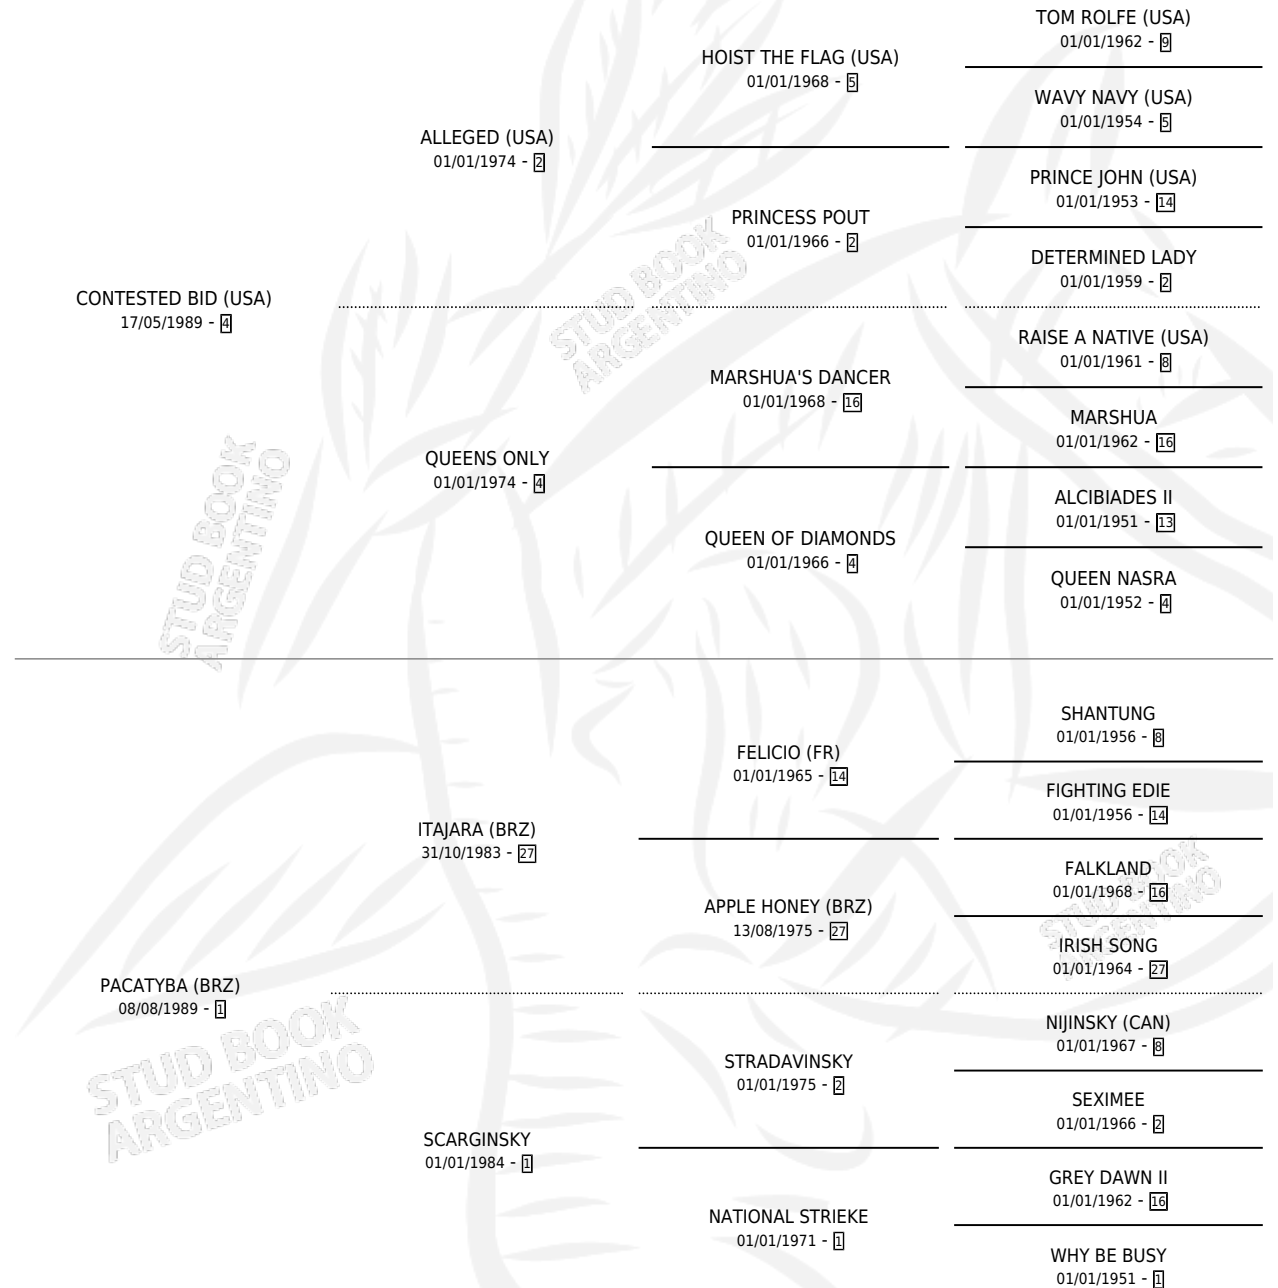 TOM ROLFE (USA)
01/01/1962 - 9
HOIST THE FLAG (USA)
01/01/1968 - 5
WAVY NAVY (USA)
01/01/1954 - 5
ALLEGED (USA)
01/01/1974 - 2
PRINCE JOHN (USA)
01/01/1953 - 14
PRINCESS POUT
01/01/1966 - 2
DETERMINED LADY
01/01/1959 - 2
STUD BOOK
ARGENTINO
CONTESTED BID (USA)
17/05/1989 - 4
RAISE A NATIVE (USA)
01/01/1961 - 8
MARSHUA'S DANCER
01/01/1968 - 16
MARSHUA
01/01/1962 - 16
QUEENS ONLY
01/01/1974 - 4
ALCIBIADES II
01/01/1951 - 13
QUEEN OF DIAMONDS
01/01/1966 - 4
QUEEN NASRA
01/01/1952 - 4
STUD BOOK
ARGENTINO
SHANTUNG
01/01/1956 - 8
FELICIO (FR)
01/01/1965 - 14
FIGHTING EDIE
01/01/1956 - 14
ITAJARA (BRZ)
31/10/1983 - 27
FALKLAND
01/01/1968 - 16
APPLE HONEY (BRZ)
13/08/1975 - 27
IRISH SONG
01/01/1964 - 27
STUD BOOK
ARGENTINO
PACATYBA (BRZ)
08/08/1989 - 1
NIJINSKY (CAN)
01/01/1967 - 8
STRADAVINSKY
01/01/1975 - 2
SEXIMEE
01/01/1966 - 2
STUD BOOK
ARGENTINO
SCARGINSKY
01/01/1984 - 1
GREY DAWN II
01/01/1962 - 16
NATIONAL STRIEKE
01/01/1971 - 1
WHY BE BUSY
01/01/1951 - 1